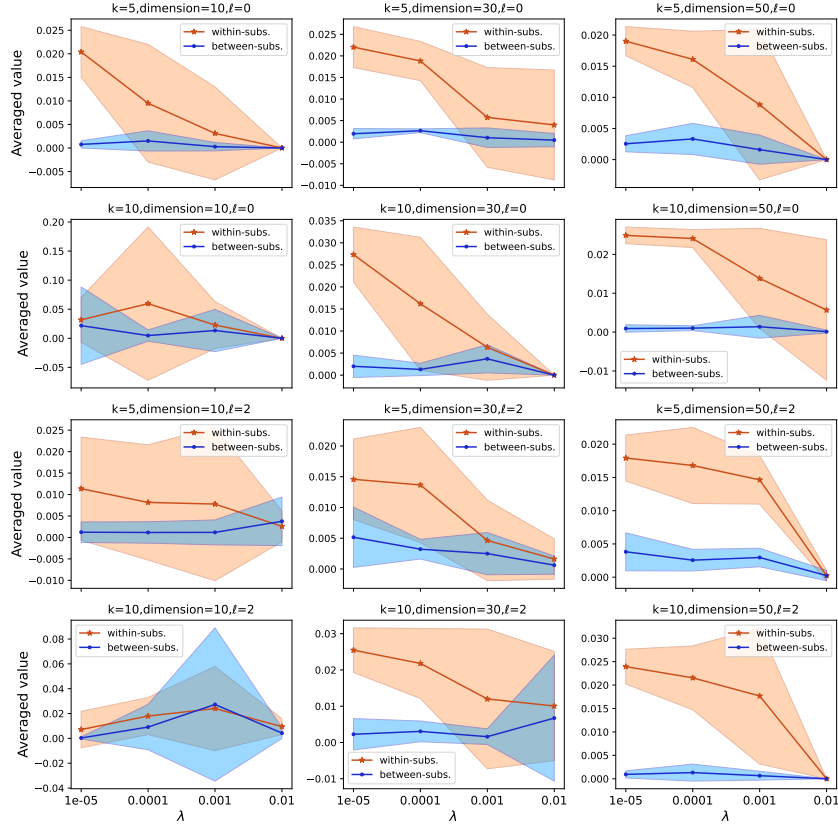 k=5,dimension=10,ℓ=0
k=5,dimension=30,ℓ=0
k=5,dimension=50,ℓ=0
Averaged value
0.025
0.020
0.015
0.010
0.005
0.000
−0.005
within-subs.
between-subs.
0.025
0.020
0.015
0.010
0.005
0.000
−0.005
−0.010
within-subs.
between-subs.
0.020
0.015
0.010
0.005
0.000
within-subs.
between-subs.
k=10,dimension=10,ℓ=0
k=10,dimension=30,ℓ=0
k=10,dimension=50,ℓ=0
Averaged value
0.20
0.15
0.10
0.05
0.00
−0.05
within-subs.
between-subs.
0.035
0.030
0.025
0.020
0.015
0.010
0.005
0.000
within-subs.
between-subs.
0.02
0.01
0.00
−0.01
within-subs.
between-subs.
k=5,dimension=10,ℓ=2
k=5,dimension=30,ℓ=2
k=5,dimension=50,ℓ=2
Averaged value
0.025
0.020
0.015
0.010
0.005
0.000
−0.005
−0.010
within-subs.
between-subs.
0.020
0.015
0.010
0.005
0.000
within-subs.
between-subs.
0.020
0.015
0.010
0.005
0.000
within-subs.
between-subs.
k=10,dimension=10,ℓ=2
k=10,dimension=30,ℓ=2
k=10,dimension=50,ℓ=2
Averaged value
0.08
0.06
0.04
0.02
0.00
−0.02
−0.04
within-subs.
between-subs.
0.03
0.02
0.01
0.00
−0.01
within-subs.
between-subs.
0.030
0.025
0.020
0.015
0.010
0.005
0.000
within-subs.
between-subs.
1e-05 0.0001 0.001 0.01
1e-05 0.0001 0.001 0.01
1e-05 0.0001 0.001 0.01
λ
λ
λ